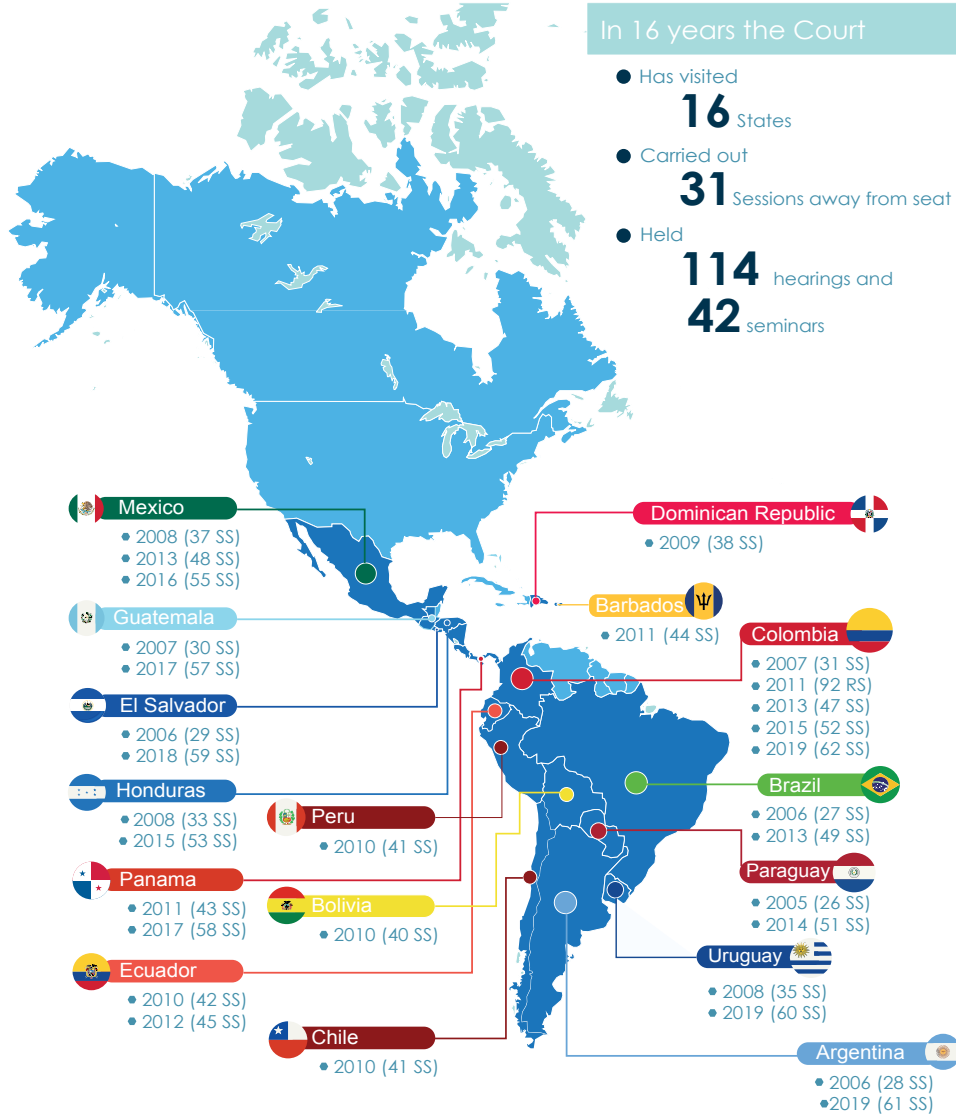 In 16 years the Court
Has visited
16 States
Carried out
31 Sessions away from seat
Held
114 hearings and
42 seminars
Mexico
2008 (37 SS)
2013 (48 SS)
2016 (55 SS)
Guatemala
2007 (30 SS)
2017 (57 SS)
El Salvador
2006 (29 SS)
2018 (59 SS)
Honduras
2008 (33 SS)
2015 (53 SS)
Peru
2010 (41 SS)
Panama
2011 (43 SS)
2017 (58 SS)
Bolivia
2010 (40 SS)
Ecuador
2010 (42 SS)
2012 (45 SS)
Chile
2010 (41 SS)
Dominican Republic
2009 (38 SS)
Barbados
2011 (44 SS)
Colombia
2007 (31 SS)
2011 (92 RS)
2013 (47 SS)
2015 (52 SS)
2019 (62 SS)
Brazil
2006 (27 SS)
2013 (49 SS)
Paraguay
2005 (26 SS)
2014 (51 SS)
Uruguay
2008 (35 SS)
2019 (60 SS)
Argentina
2006 (28 SS)
2019 (61 SS)